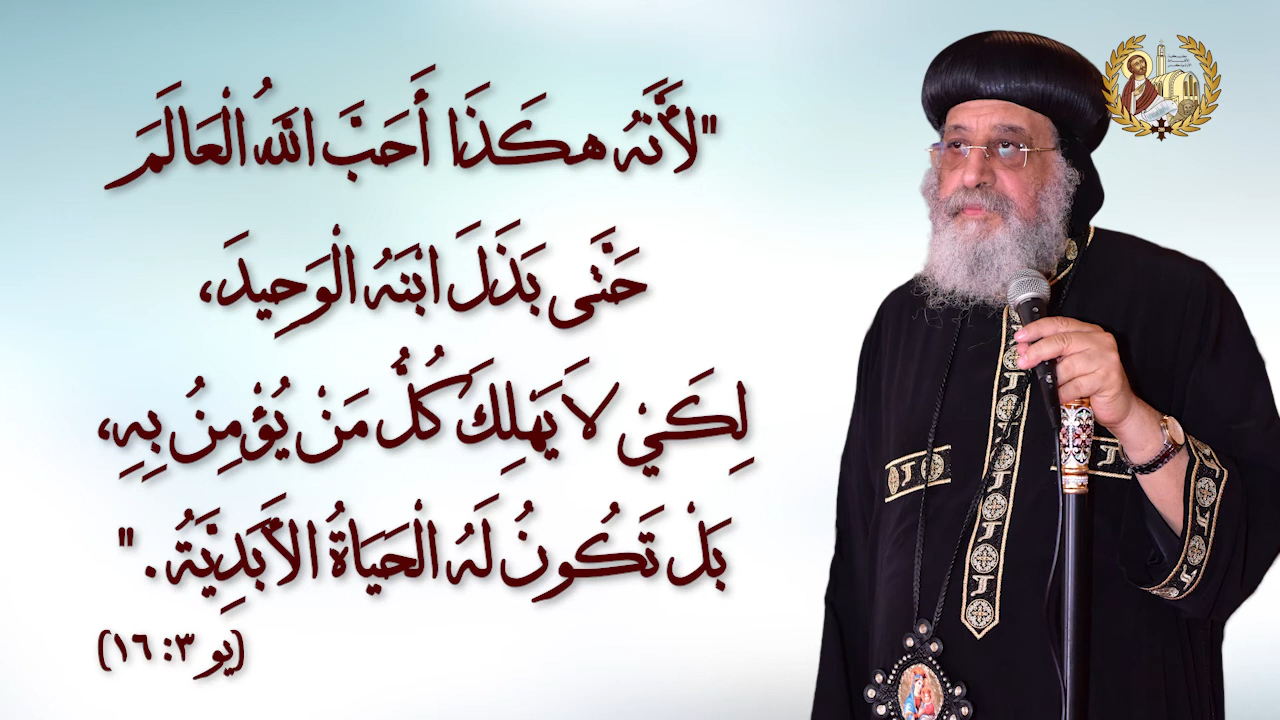 "لأَنَّهُ هكَذَا أَحَبَّ اللهُ الْعَالَمَ
حَتَّى بَذَلَ ابْنَهُ الْوَحِيدَ،
لِكَيْ لاَ يَهْلِكَ كُلُّ مَنْ يُؤْمِنُ بِهِ،
بَلْ تَكُونُ لَهُ الْحَيَاةُ الأَبَدِيَّةُ."
(يو ٣: ١٦)